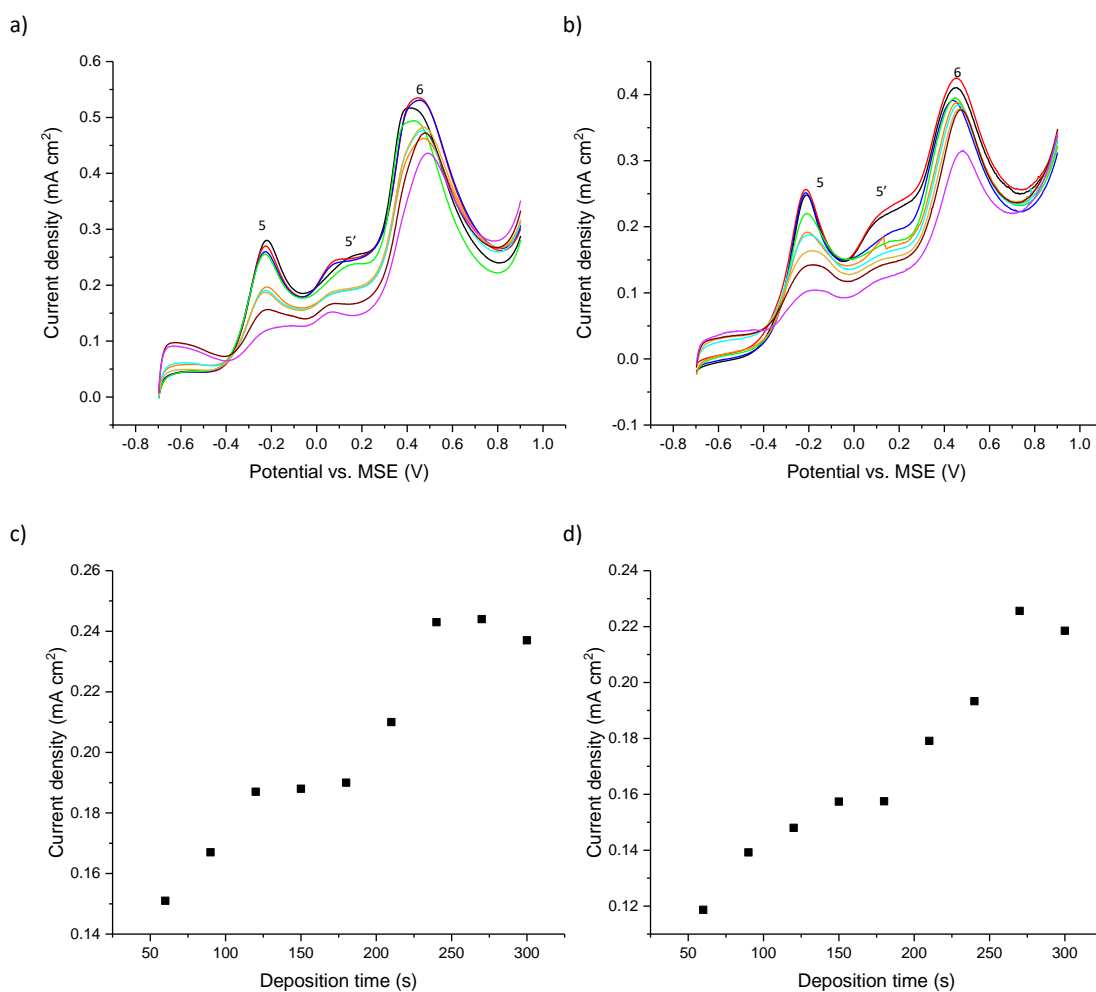 a)
b)
0.6
0.5
0.4
0.3
0.2
0.1
0.0
Current density (mA cm²)
5
5'
6
-0.8 -0.6 -0.4 -0.2 0.0 0.2 0.4 0.6 0.8 1.0
Potential vs. MSE (V)
0.4
0.3
0.2
0.1
0.0
-0.1
Current density (mA cm²)
5
5'
6
-0.8 -0.6 -0.4 -0.2 0.0 0.2 0.4 0.6 0.8 1.0
Potential vs. MSE (V)
c)
d)
0.26
0.24
0.22
0.20
0.18
0.16
0.14
Current density (mA cm²)
50 100 150 200 250 300
Deposition time (s)
0.24
0.22
0.20
0.18
0.16
0.14
0.12
Current density (mA cm²)
50 100 150 200 250 300
Deposition time (s)